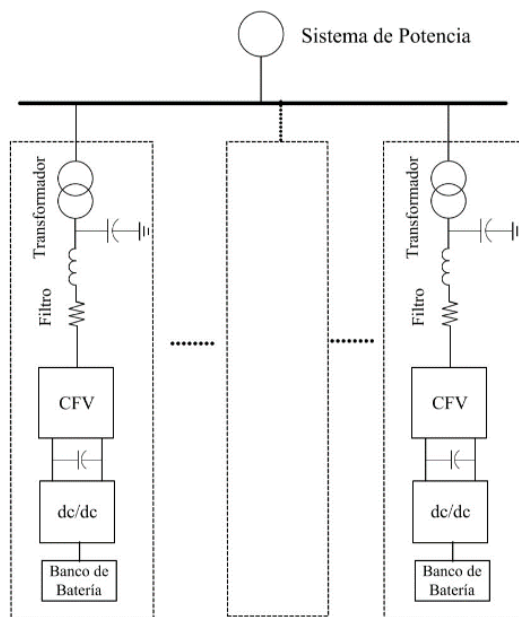 Sistema de Potencia
Transformador
Filtro
CFV
dc/dc
Banco de
Batería
Transformador
Filtro
CFV
dc/dc
Banco de
Batería